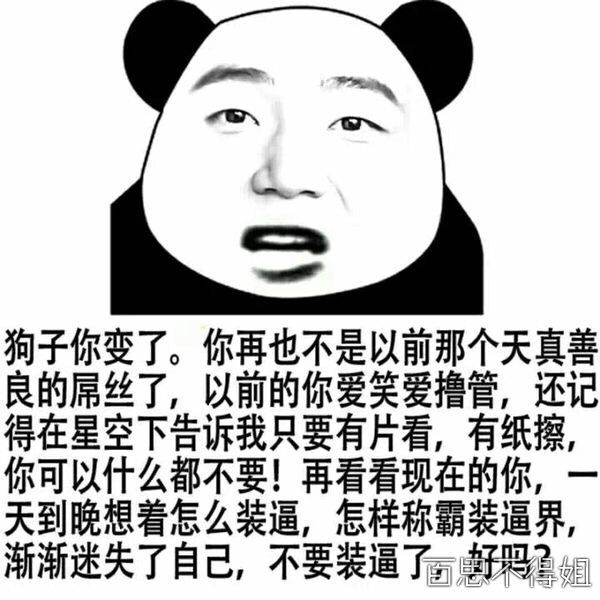 狗子你变了。你再也不是以前那个天真善
良的屌丝了，以前的你爱笑爱撸管，还记
得在星空下告诉我只要有片看，有纸擦，
你可以什么都不要！再看看现在的你，一
天到晚想着怎么装逼，怎样称霸装逼界，
渐渐迷失了自己，不要装逼了，好吗？
百思不得姐